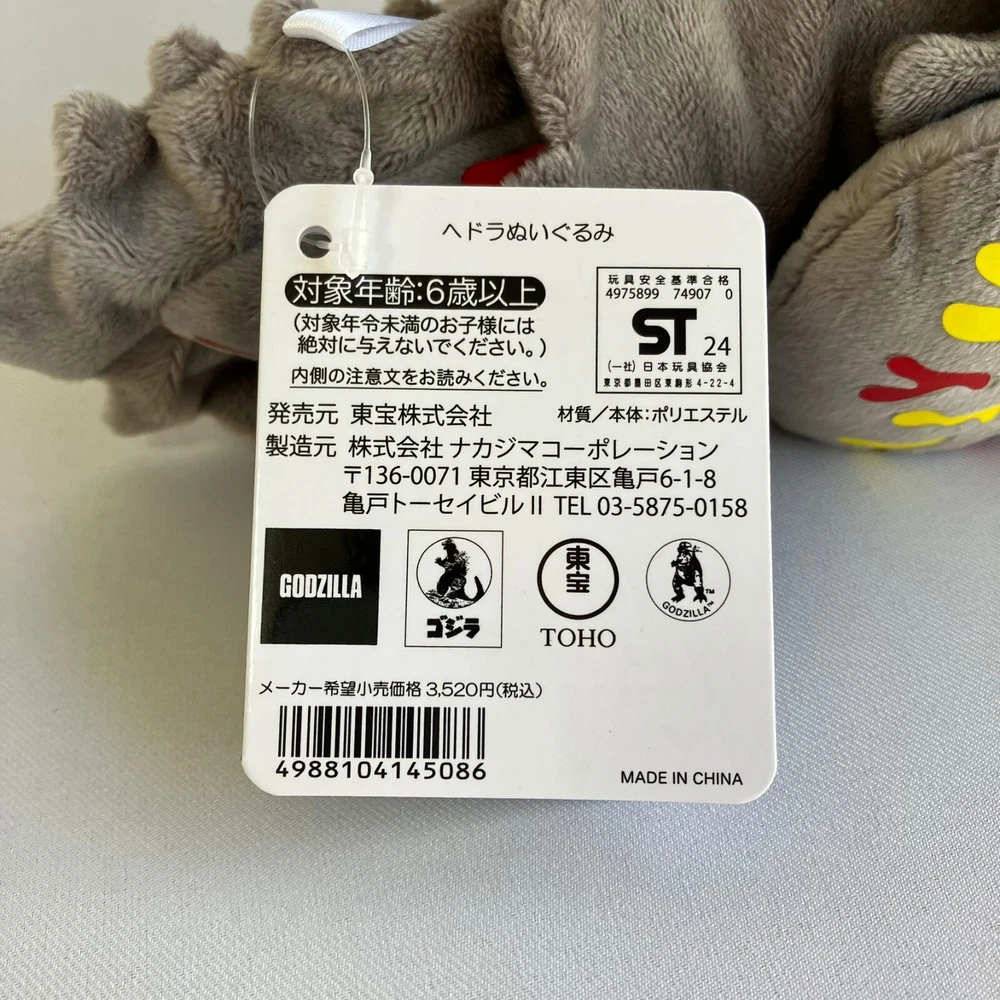 ヘドラぬいぐるみ
対象年齢:6歳以上
(対象年令未満のお子様には
絶対に与えないでください。)
内側の注意文をお読みください。
玩具安全基準合格
4975899 74907 0
ST 24
(一社)日本玩具協会
東京都墨田区東駒形4-22-4
発売元 東宝株式会社
材質/本体:ポリエステル
製造元 株式会社 ナカジマコーポレーション
〒136-0071 東京都江東区亀戸6-1-8
亀戸トーセイビルⅡ TEL 03-5875-0158
GODZILLA
ゴジラ
東宝
TOHO
GODZILLA™
TM
メーカー希望小売価格 3,520円(税込)
4988104145086
MADE IN CHINA